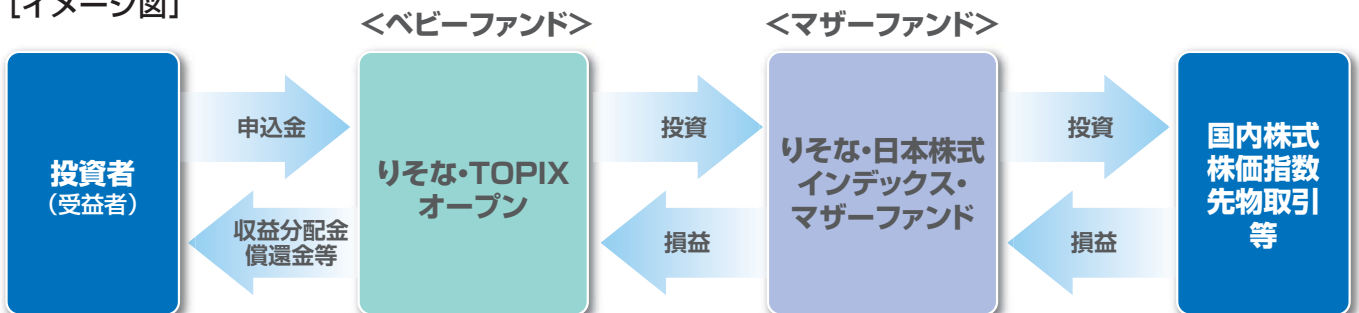 [イメージ図]
<ベビーファンド>
<マザーファンド>
投資者
(受益者)
申込金
収益分配金
償還金等
りそな・TOPIX
オープン
投資
損益
りそな・日本株式
インデックス・
マザーファンド
投資
損益
国内株式
株価指数
先物取引
等